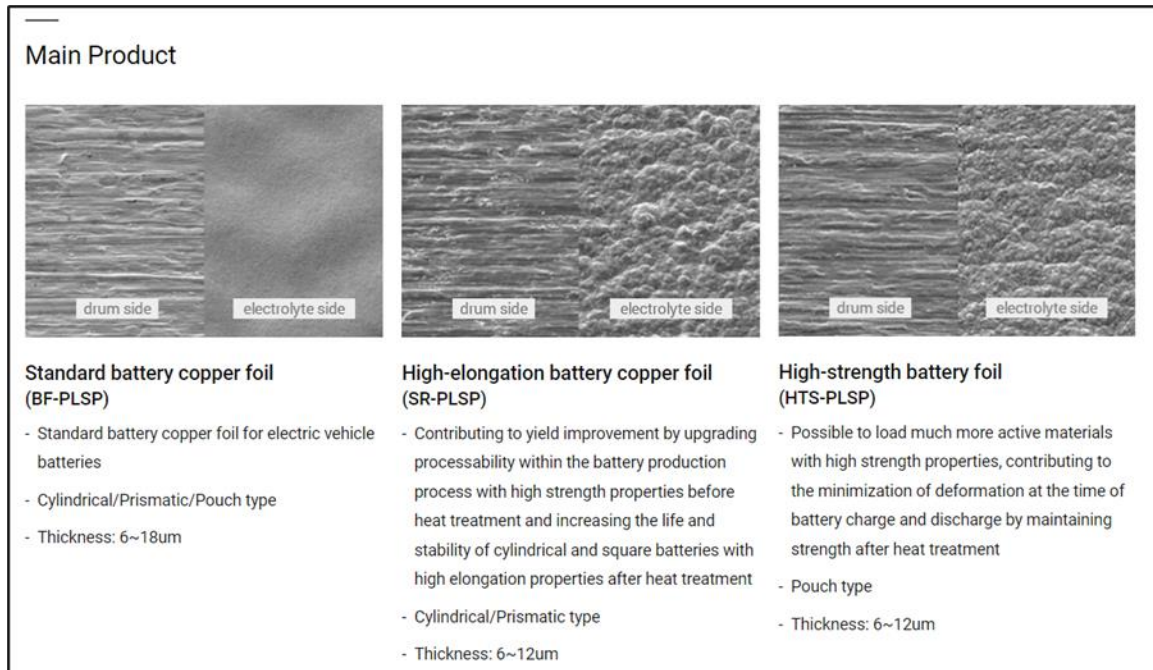 Main Product
drum side
electrolyte side
drum side
electrolyte side
drum side
electrolyte side
Standard battery copper foil
(BF-PLSP)
- Standard battery copper foil for electric vehicle
batteries
- Cylindrical/Prismatic/Pouch type
- Thickness: 6~18um
High-elongation battery copper foil
(SR-PLSP)
- Contributing to yield improvement by upgrading
processability within the battery production
process with high strength properties before
heat treatment and increasing the life and
stability of cylindrical and square batteries with
high elongation properties after heat treatment
- Cylindrical/Prismatic type
- Thickness: 6~12um
High-strength battery foil
(HTS-PLSP)
- Possible to load much more active materials
with high strength properties, contributing to
the minimization of deformation at the time of
battery charge and discharge by maintaining
strength after heat treatment
- Pouch type
- Thickness: 6~12um